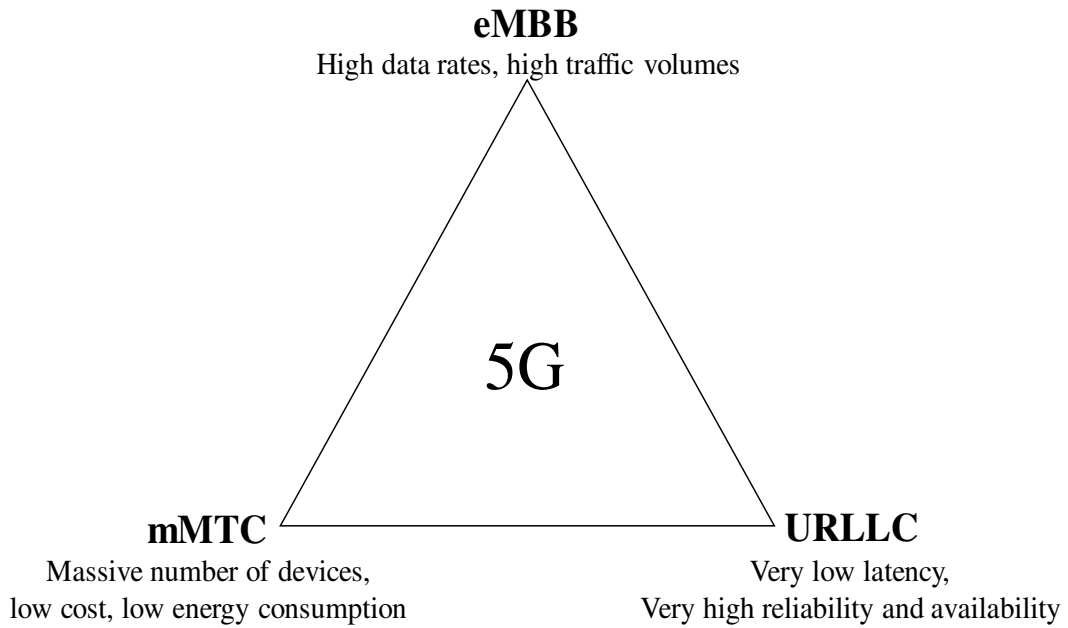 eMBB
High data rates, high traffic volumes
5G
mMTC
Massive number of devices,
low cost, low energy consumption
URLLC
Very low latency,
Very high reliability and availability